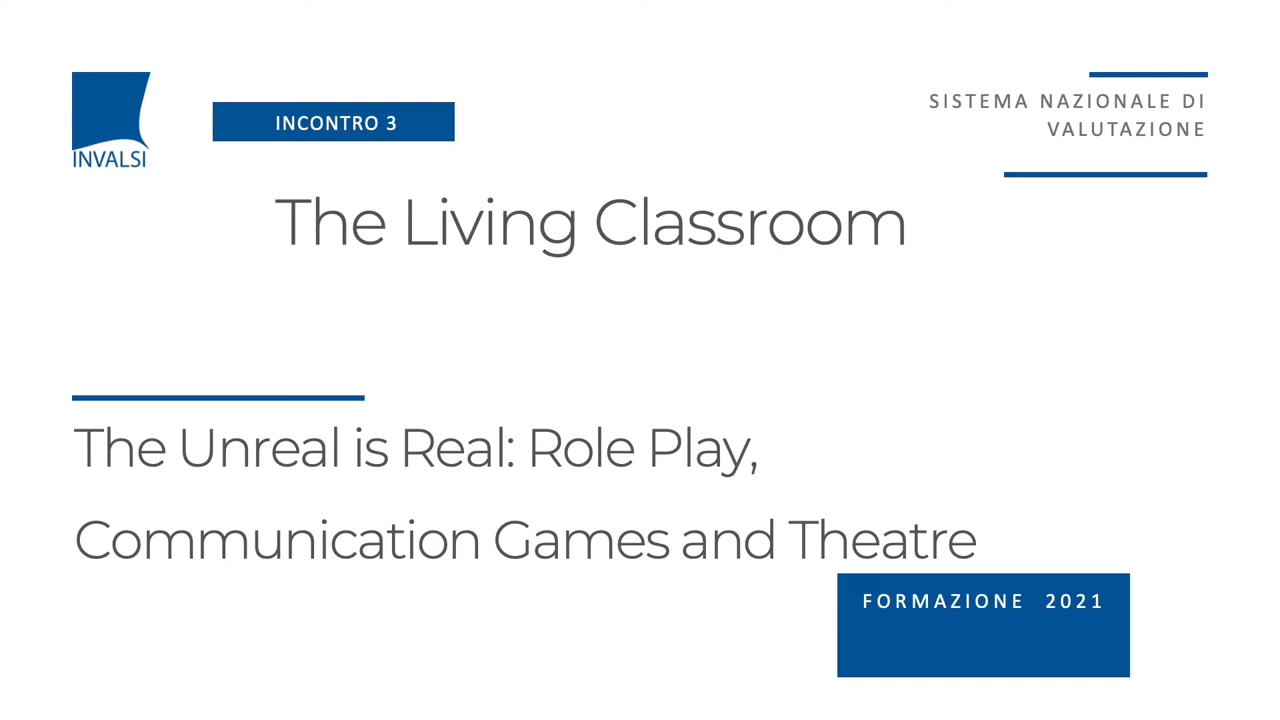 INVALSI
INCONTRO 3
SISTEMA NAZIONALE DI
VALUTAZIONE
The Living Classroom
The Unreal is Real: Role Play,
Communication Games and Theatre
FORMAZIONE 2021